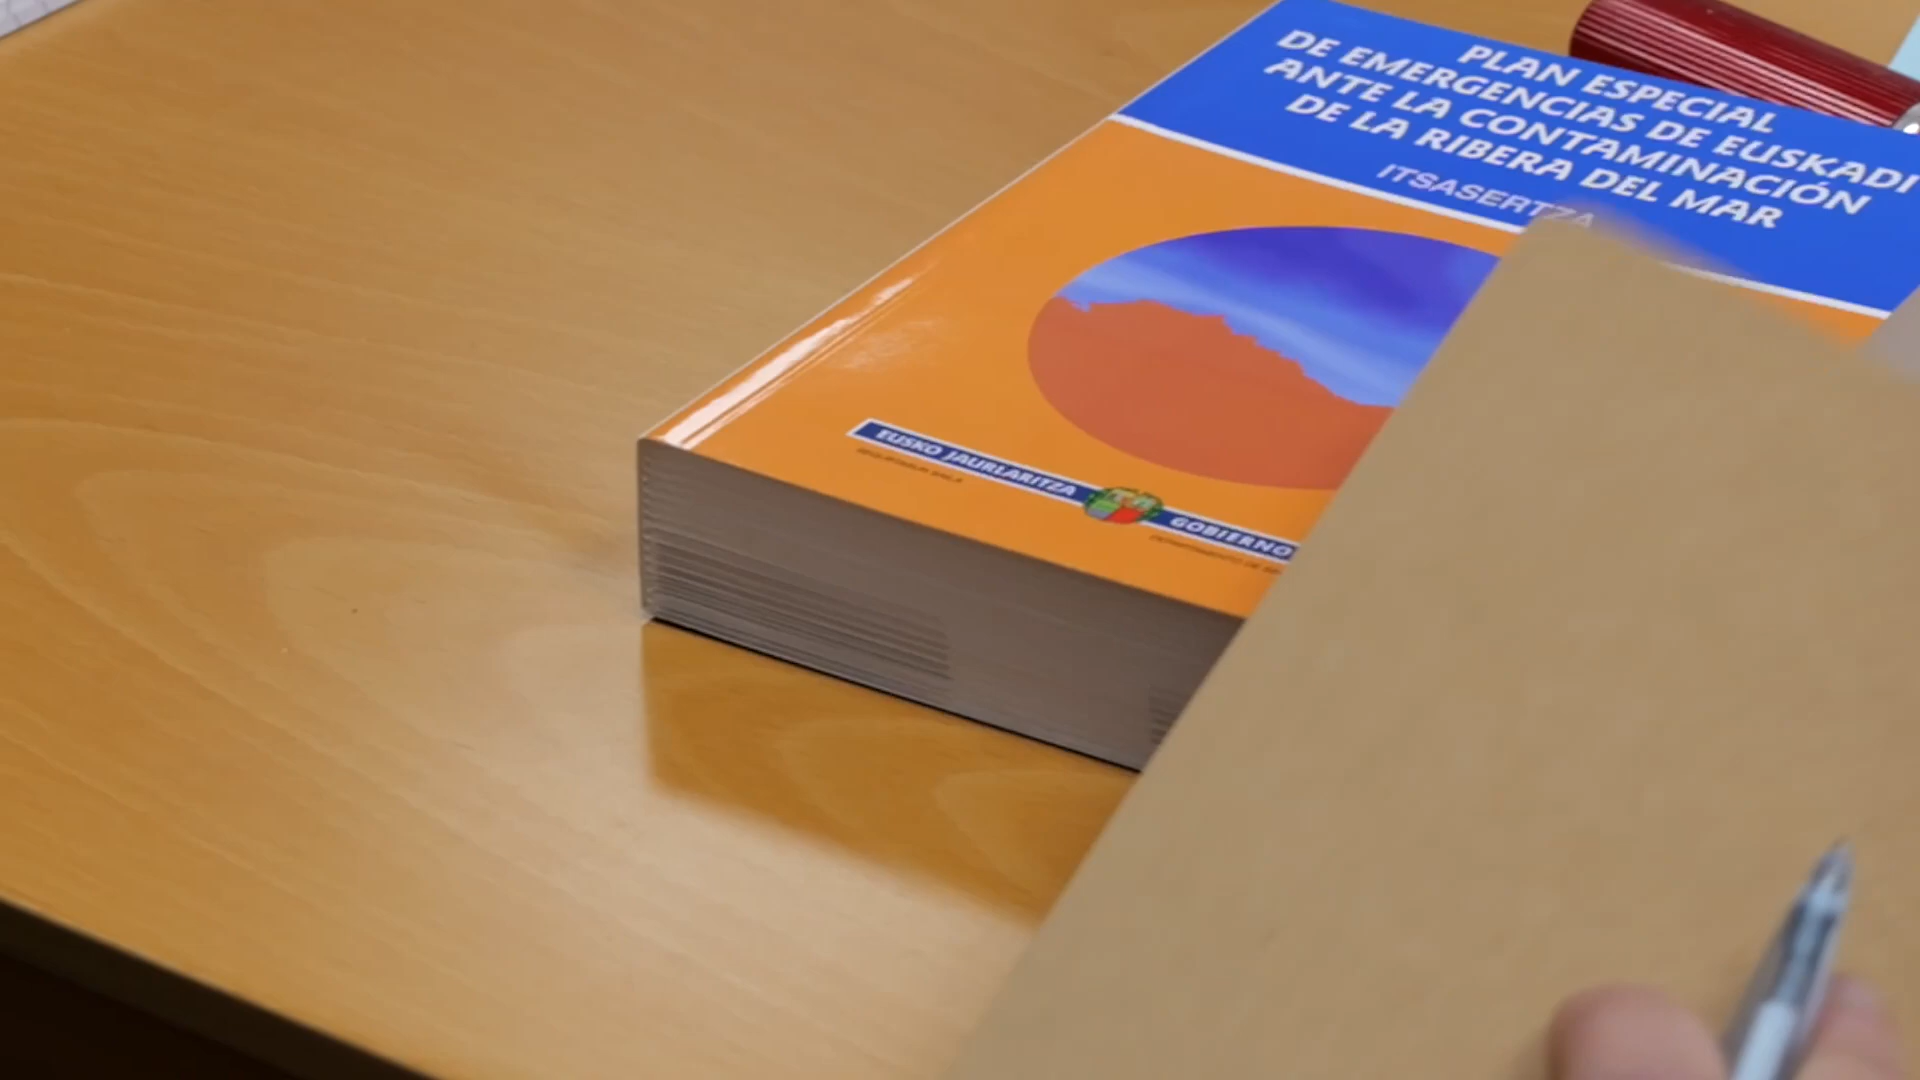 PLAN ESPECIAL
DE EMERGENCIAS DE EUSKADI
ANTE LA CONTAMINACIÓN
DE LA RIBERA DEL MAR
ITSASERTZA
EUSKO JAURLARITZA
GOBIERNO